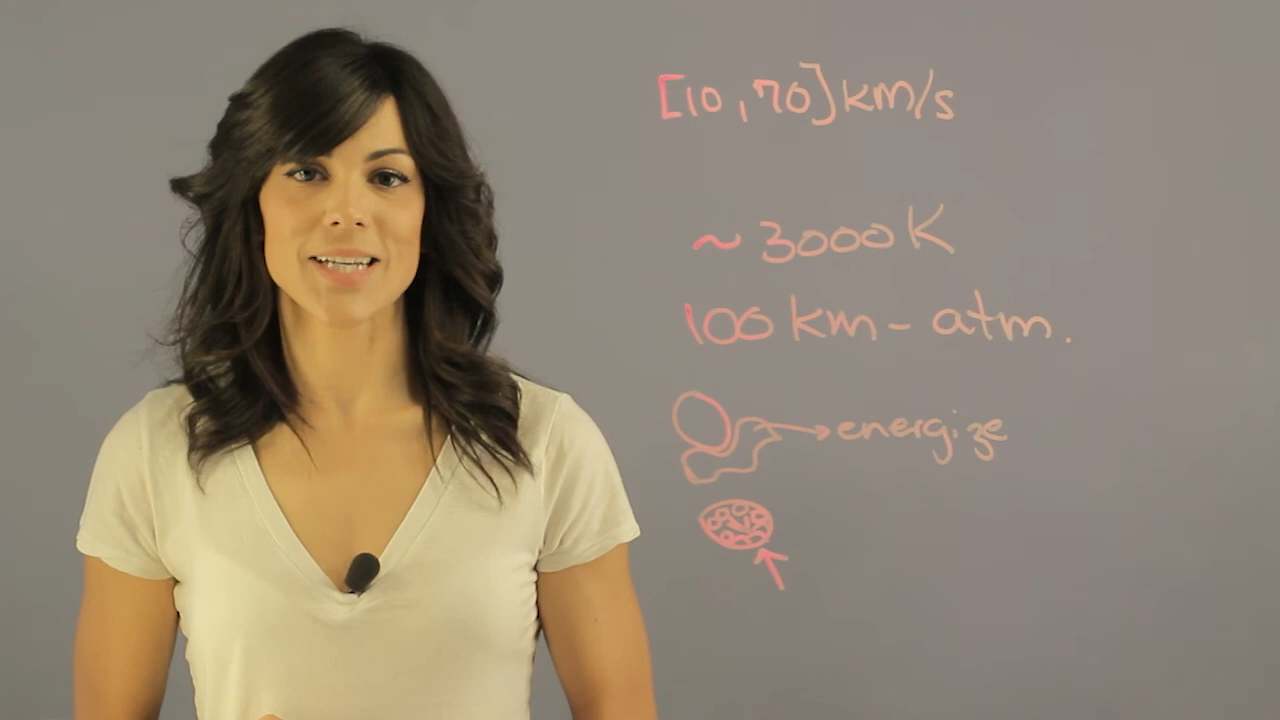 [10,70] km/s
~ 3000 K
100 km - atm.
energize